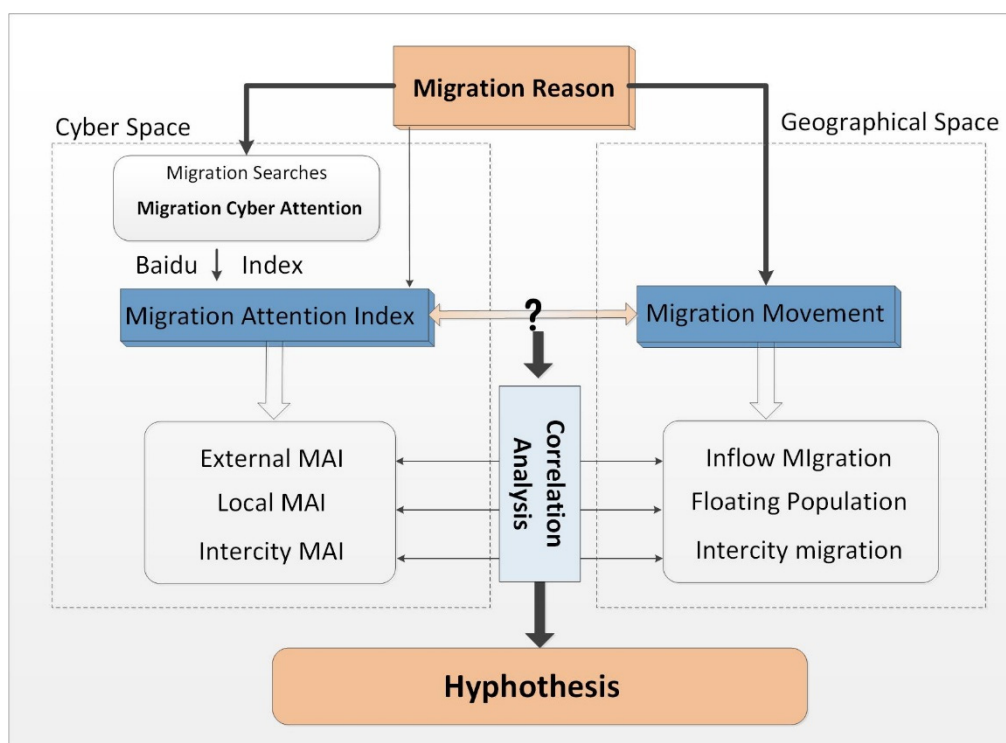 Migration Reason
Cyber Space
Geographical Space
Migration Searches
Migration Cyber Attention
Baidu Index
Migration Attention Index
?
Migration Movement
Correlation
Analysis
External MAI
Local MAI
Intercity MAI
Inflow MIgration
Floating Population
Intercity migration
Hyphothesis